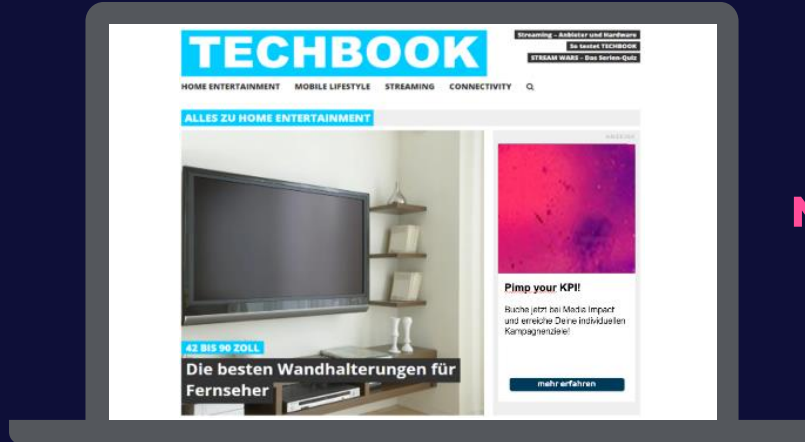 TECHBOOK
Streaming - Anbieter und Hardware
So testet TECHBOOK
STREAM WARS - Das Serien-Quiz
HOME ENTERTAINMENT MOBILE LIFESTYLE STREAMING CONNECTIVITY
ALLES ZU HOME ENTERTAINMENT
ANZEIGE
42 BIS 90 ZOLL
Die besten Wandhalterungen für
Fernseher
Pimp your KPI!
Buche jetzt bei Media Impact
und erreiche Deine individuellen
Kampagnenziele!
mehr erfahren